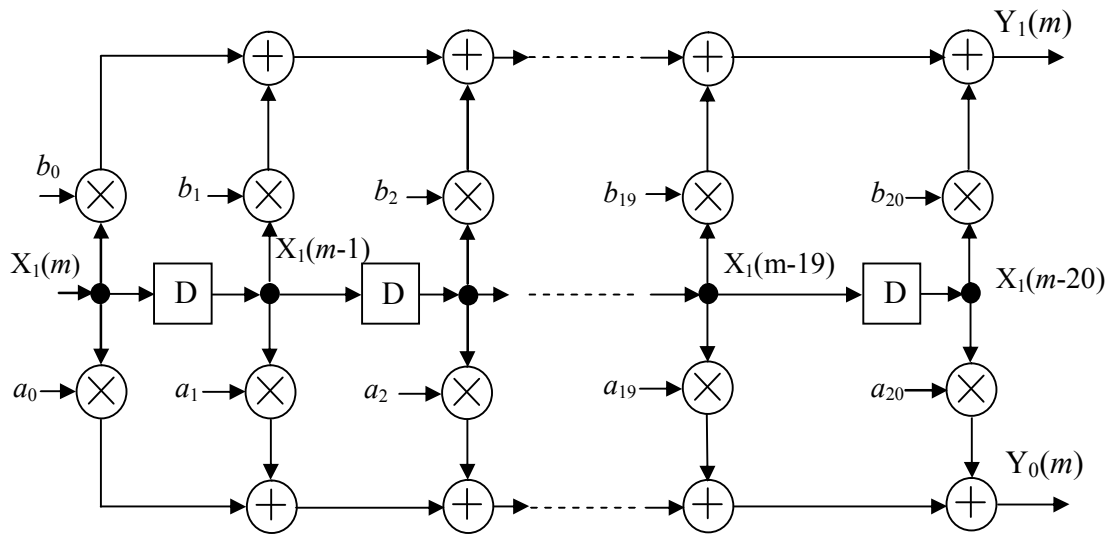 Y₁(m)
b₀
b₁
b₂
b₁₉
b₂₀
X₁(m)
D
X₁(m-1)
D
X₁(m-19)
D
X₁(m-20)
a₀
a₁
a₂
a₁₉
a₂₀
Y₀(m)